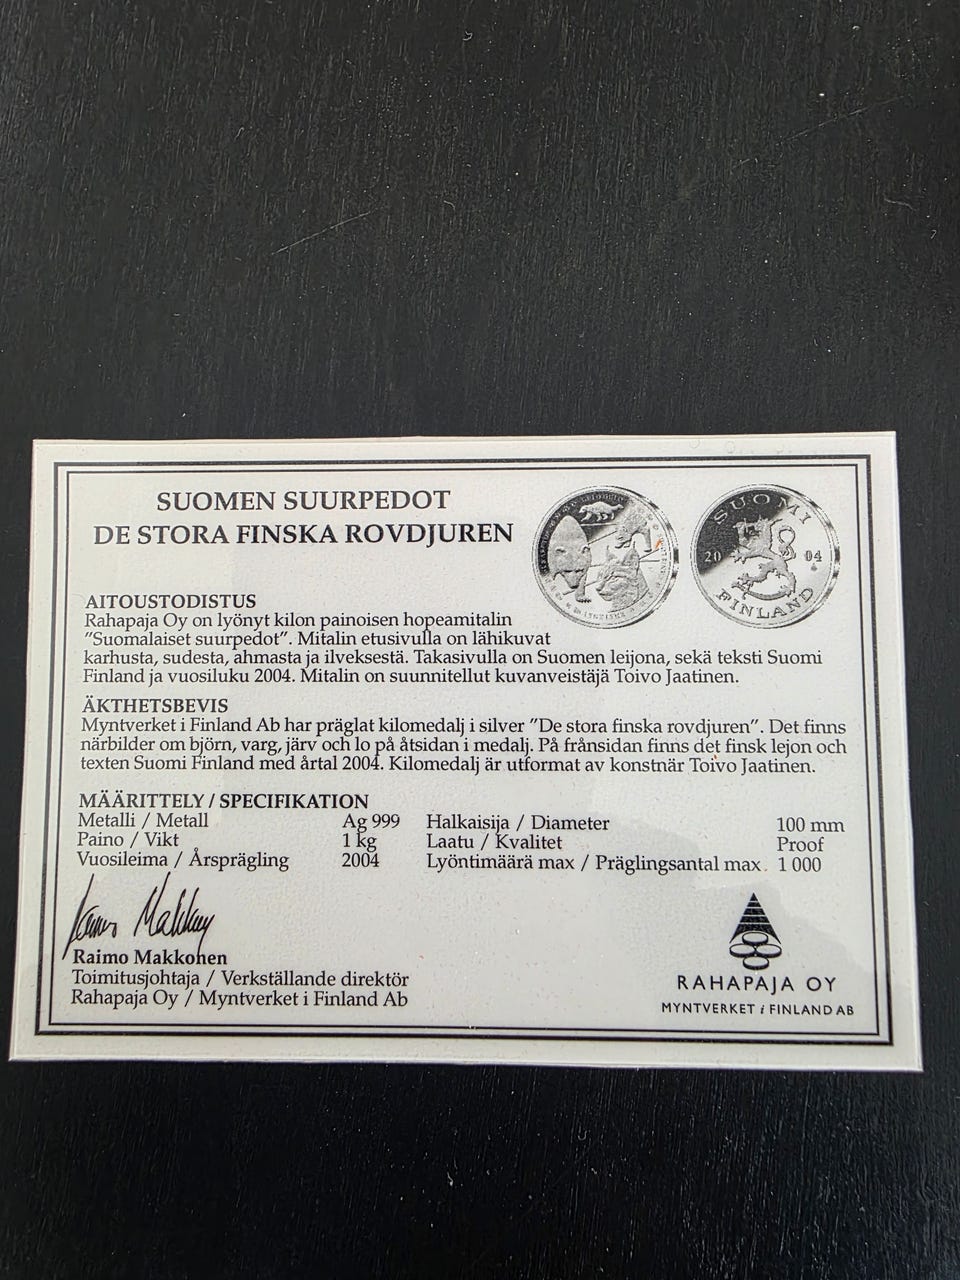 SUOMEN SUURPEDOT
DE STORA FINSKA ROVDJUREN
SUOMI
20 04
FINLAND
AITOUSTODISTUS
Rahapaja Oy on lyönyt kilon painoisen hopeamitalin
"Suomalaiset suurpedot". Mitalin etusivulla on lähikuvat
karhusta, sudesta, ahmasta ja ilveksestä. Takasivulla on Suomen leijona, sekä teksti Suomi
Finland ja vuosiluku 2004. Mitalin on suunnitellut kuvanveistäjä Toivo Jaatinen.
ÄKTHETSBEVIS
Myntverket i Finland Ab har präglat kilomedalj i silver "De stora finska rovdjuren". Det finns
närbilder om björn, varg, järv och lo på åtsidan i medalj. På frånsidan finns det finsk lejon och
texten Suomi Finland med årtal 2004. Kilomedalj är utformat av konstnär Toivo Jaatinen.
MÄÄRITTELY / SPECIFIKATION
Metalli / Metall Ag 999 Halkaisija / Diameter 100 mm
Paino / Vikt 1 kg Laatu / Kvalitet Proof
Vuosileima / Årsprägling 2004 Lyöntimäärä max / Präglingsantal max. 1 000
Raimo Makkonen
Raimo Makkonen
Toimitusjohtaja / Verkställande direktör
Rahapaja Oy / Myntverket i Finland Ab
RAHAPAJA OY
MYNTVERKET i FINLAND AB